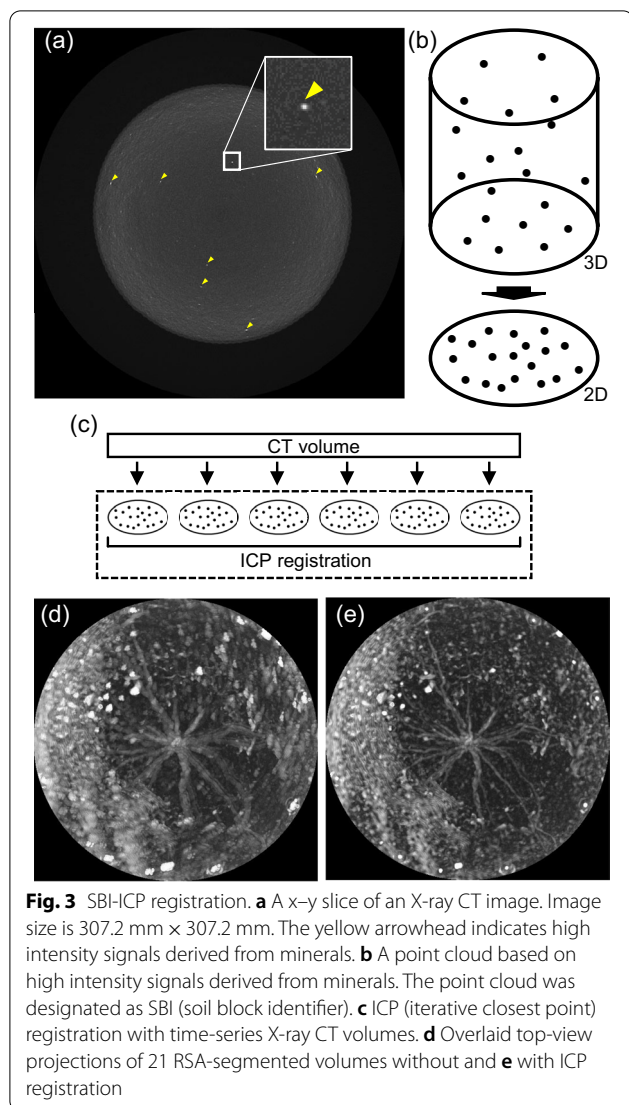 (a)
(b)
3D
2D
(c)
CT volume
ICP registration
(d)
(e)
Fig. 3 SBI-ICP registration. a A x–y slice of an X-ray CT image. Image
size is 307.2 mm × 307.2 mm. The yellow arrowhead indicates high
intensity signals derived from minerals. b A point cloud based on
high intensity signals derived from minerals. The point cloud was
designated as SBI (soil block identifier). c ICP (iterative closest point)
registration with time-series X-ray CT volumes. d Overlaid top-view
projections of 21 RSA-segmented volumes without and e with ICP
registration